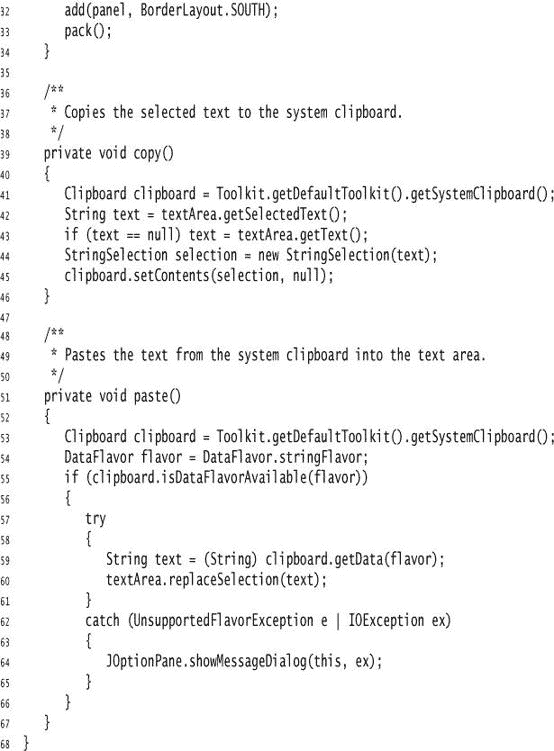 32 add(panel, BorderLayout.SOUTH);
33 pack();
34 }
35
36 /**
37 * Copies the selected text to the system clipboard.
38 */
39 private void copy()
40 {
41 Clipboard clipboard = Toolkit.getDefaultToolkit().getSystemClipboard();
42 String text = textArea.getSelectedText();
43 if (text == null) text = textArea.getText();
44 StringSelection selection = new StringSelection(text);
45 clipboard.setContents(selection, null);
46 }
47
48 /**
49 * Pastes the text from the system clipboard into the text area.
50 */
51 private void paste()
52 {
53 Clipboard clipboard = Toolkit.getDefaultToolkit().getSystemClipboard();
54 DataFlavor flavor = DataFlavor.stringFlavor;
55 if (clipboard.isDataFlavorAvailable(flavor))
56 {
57 try
58 {
59 String text = (String) clipboard.getData(flavor);
60 textArea.replaceSelection(text);
61 }
62 catch (UnsupportedFlavorException e | IOException ex)
63 {
64 JOptionPane.showMessageDialog(this, ex);
65 }
66 }
67 }
68 }